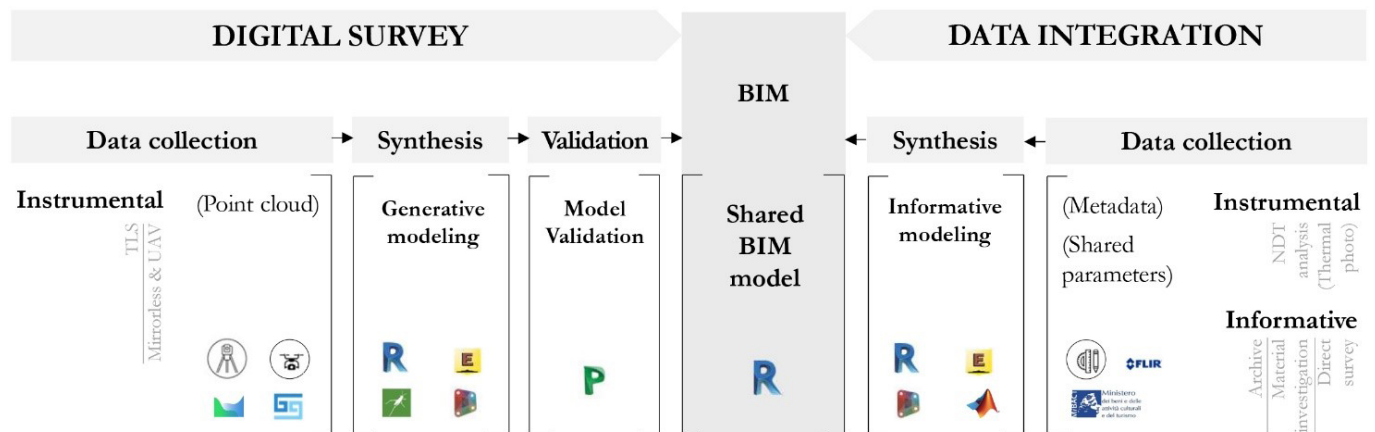 DIGITAL SURVEY
BIM
DATA INTEGRATION
Data collection
Synthesis
Validation
Synthesis
Data collection
Instrumental
TLS
Mirrorless & UAV
(Point cloud)
Generative
modeling
R
E
Model
Validation
P
Shared
BIM
model
R
Informative
modeling
R
E
(Metadata)
(Shared
parameters)
FLIR
MiBACT
Ministero
dei beni e delle
attività culturali
e del turismo
Instrumental
NDT
analysis
(Thermal
photo)
Informative
Archive
Material
investigation
Direct
survey